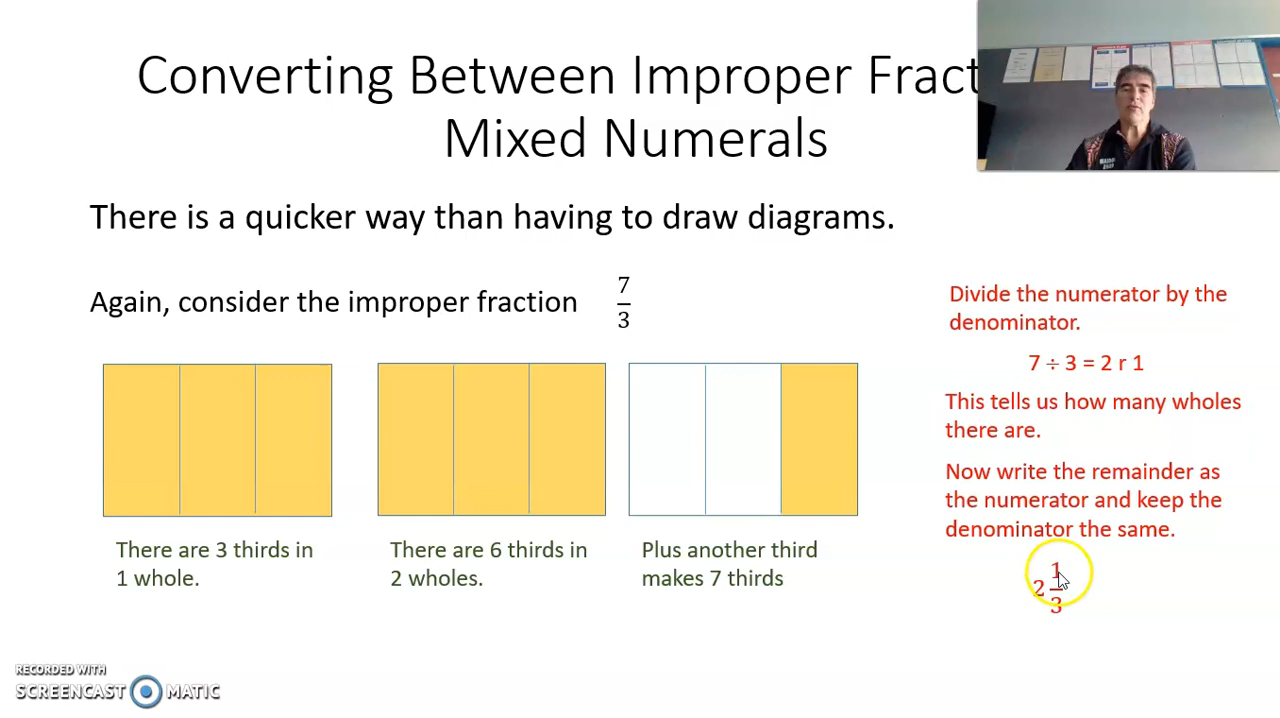 Converting Between Improper Fract
Mixed Numerals
There is a quicker way than having to draw diagrams.
Again, consider the improper fraction 7/3
Divide the numerator by the
denominator.
7 ÷ 3 = 2 r 1
This tells us how many wholes
there are.
Now write the remainder as
the numerator and keep the
denominator the same.
2 1/3
There are 3 thirds in
1 whole.
There are 6 thirds in
2 wholes.
Plus another third
makes 7 thirds
RECORDED WITH
SCREENCAST MATIC